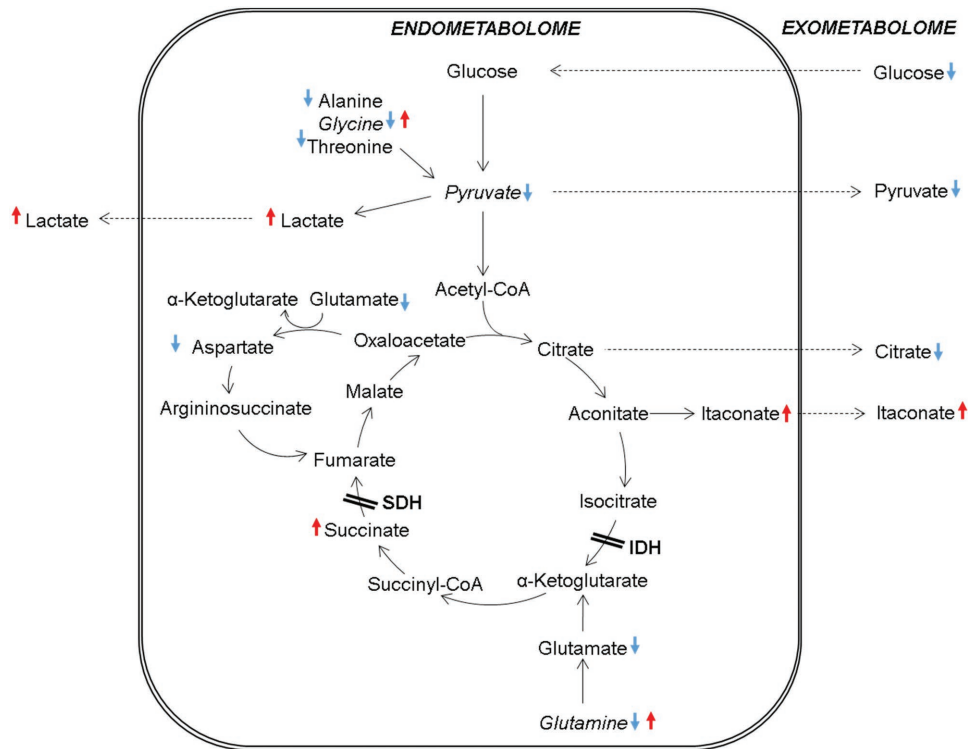 ENDOMETABOLOME
EXOMETABOLOME
Glucose
Glucose
Alanine
Glycine
Threonine
Pyruvate
Pyruvate
Lactate
Lactate
Acetyl-CoA
α-Ketoglutarate
Glutamate
Aspartate
Oxaloacetate
Citrate
Citrate
Malate
Argininosuccinate
Aconitate
Itaconate
Itaconate
Fumarate
SDH
Isocitrate
Succinate
IDH
Succinyl-CoA
α-Ketoglutarate
Glutamate
Glutamine